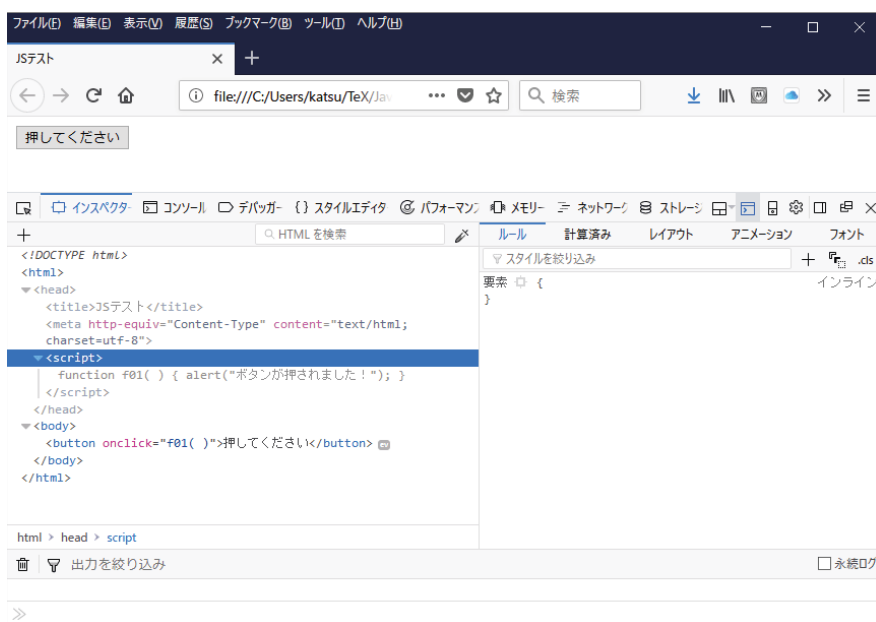 ファイル(F) 編集(E) 表示(V) 履歴(S) ブックマーク(B) ツール(T) ヘルプ(H)
JSテスト
file:///C:/Users/katsu/TeX/Jav
検索
押してください
インスペクター コンソール デバッガー {} スタイルエディタ パフォーマンス メモリー ネットワーク ストレージ
HTML を検索
ルール 計算済み レイアウト アニメーション フォント
<!DOCTYPE html>
<html>
<head>
<title>JSテスト</title>
<meta http-equiv="Content-Type" content="text/html;
charset=utf-8">
<script>
function f01( ) { alert("ボタンが押されました！"); }
</script>
</head>
<body>
<button onclick="f01( )">押してください</button> ev
</body>
</html>
スタイルを絞り込み
.cls
要素 {
インライン
}
html > head > script
出力を絞り込み
永続ログ